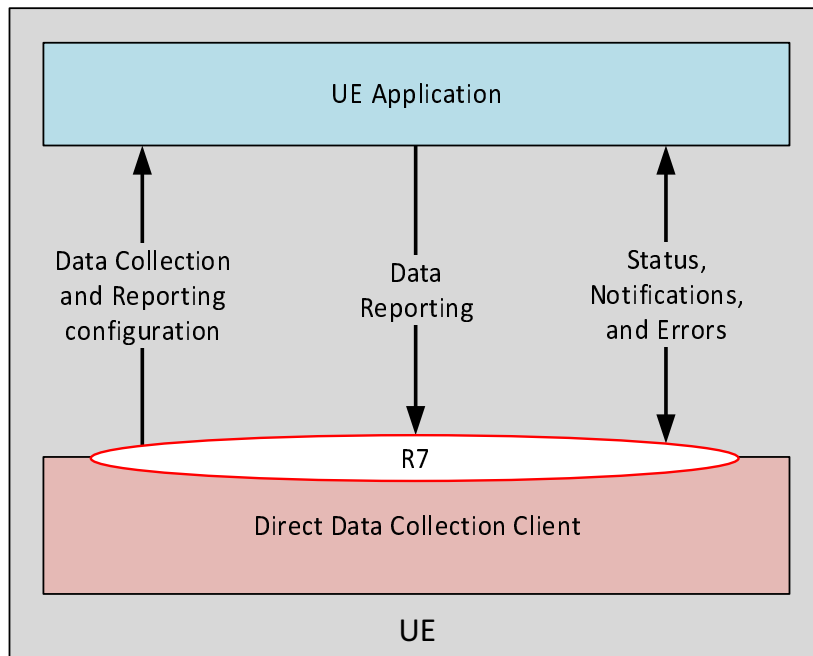 UE Application
Data Collection
and Reporting
configuration
Data
Reporting
Status,
Notifications,
and Errors
R7
Direct Data Collection Client
UE